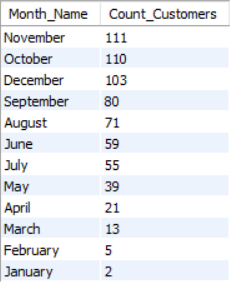 Month_Name Count_Customers
November 111
October 110
December 103
September 80
August 71
June 59
July 55
May 39
April 21
March 13
February 5
January 2